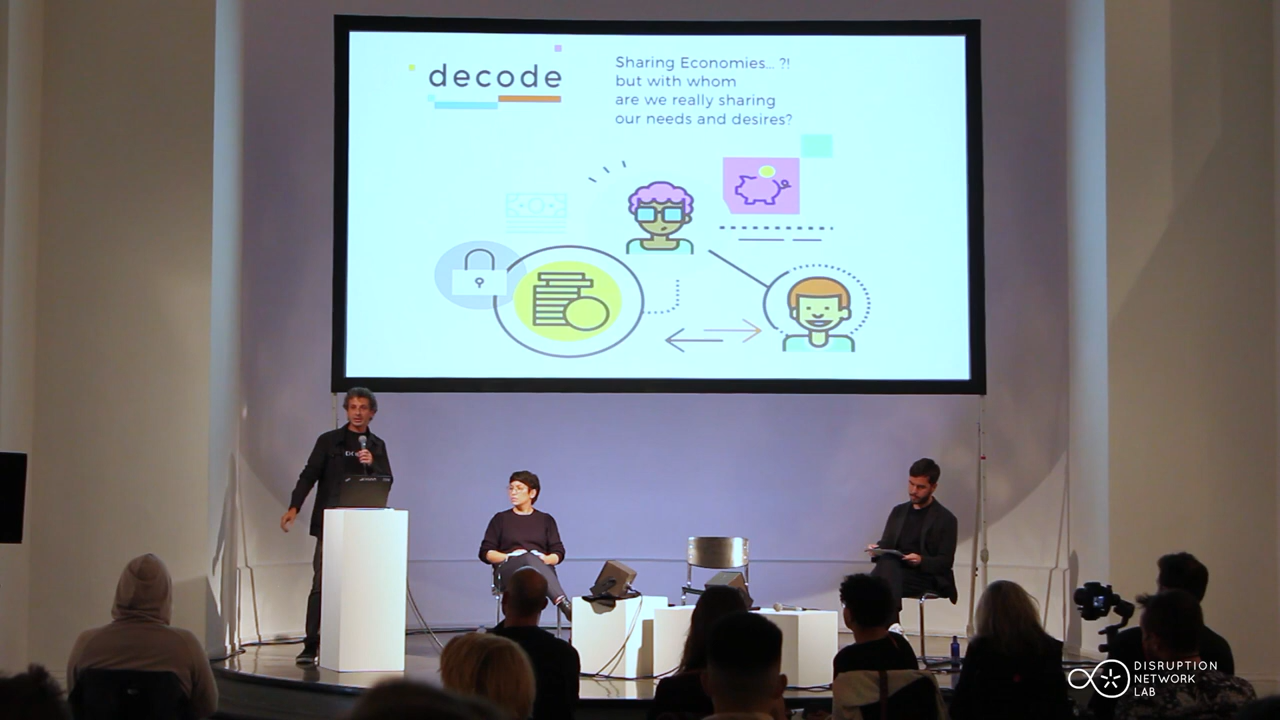 decode
Sharing Economies... ?!
but with whom
are we really sharing
our needs and desires?
DISRUPTION
NETWORK
LAB